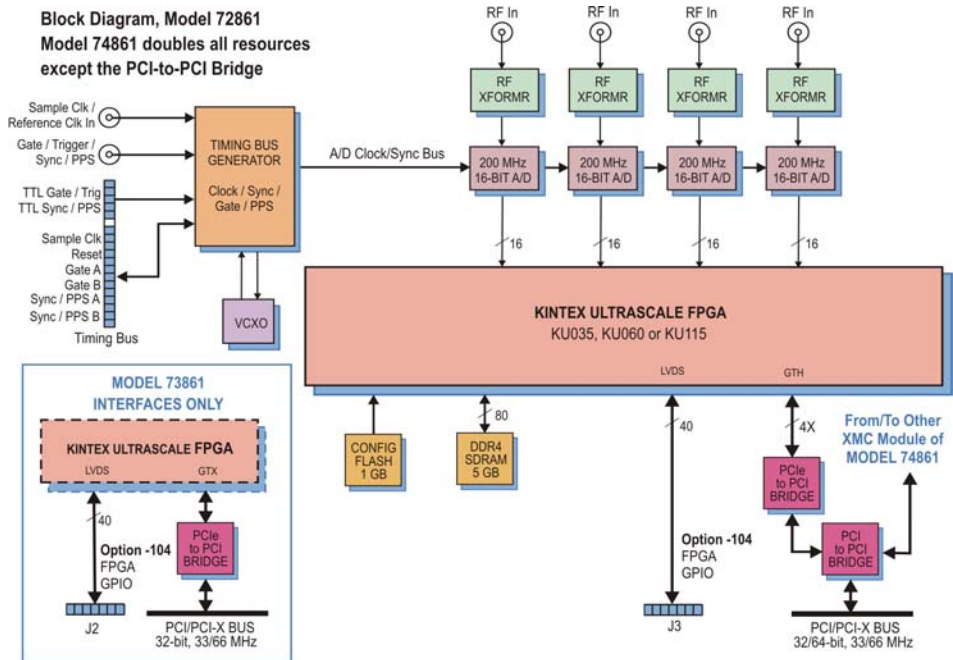 Block Diagram, Model 72861
Model 74861 doubles all resources
except the PCI-to-PCI Bridge
RF In
RF In
RF In
RF In
RF
XFORMR
RF
XFORMR
RF
XFORMR
RF
XFORMR
Sample Clk /
Reference Clk In
Gate / Trigger /
Sync / PPS
TTL Gate / Trig
TTL Sync / PPS
Sample Clk
Reset
Gate A
Gate B
Sync / PPS A
Sync / PPS B
Timing Bus
TIMING BUS
GENERATOR
Clock / Sync /
Gate / PPS
VCXO
A/D Clock/Sync Bus
200 MHz
16-BIT A/D
200 MHz
16-BIT A/D
200 MHz
16-BIT A/D
200 MHz
16-BIT A/D
16
16
16
16
KINTEX ULTRASCALE FPGA
KU035, KU060 or KU115
LVDS
GTH
MODEL 73861
INTERFACES ONLY
KINTEX ULTRASCALE FPGA
LVDS
GTX
40
Option -104
FPGA
GPIO
PCIe
to PCI
BRIDGE
J2
PCI/PCI-X BUS
32-bit, 33/66 MHz
CONFIG
FLASH
1 GB
80
DDR4
SDRAM
5 GB
40
Option -104
FPGA
GPIO
J3
4X
From/To Other
XMC Module of
MODEL 74861
PCIe
to PCI
BRIDGE
PCI
to PCI
BRIDGE
PCI/PCI-X BUS
32/64-bit, 33/66 MHz